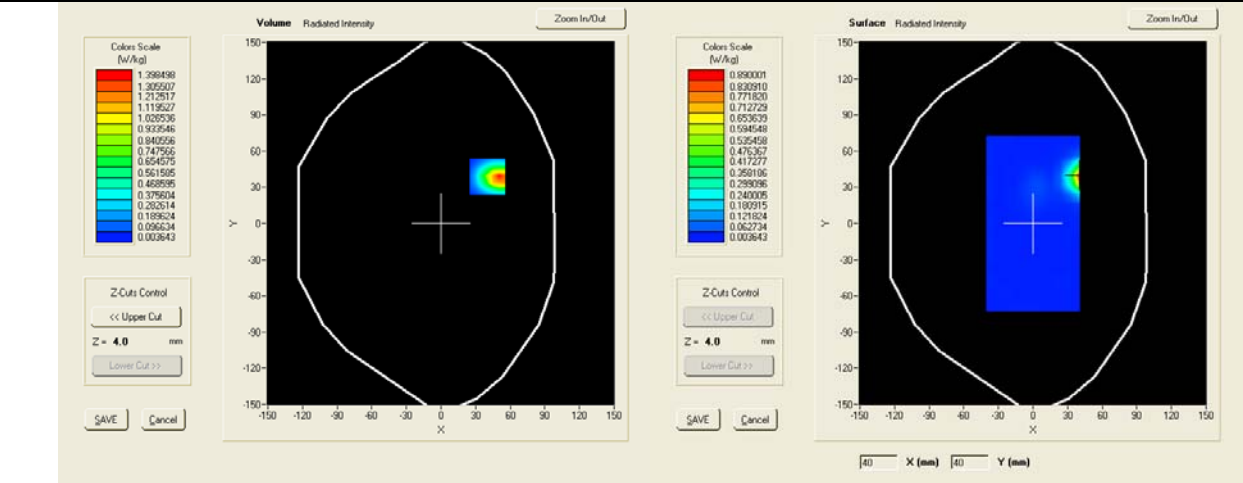 Volume Radiated Intensity
Zoom In/Out
Colors Scale
(W/kg)
1.398498
1.305507
1.212517
1.119527
1.026536
0.933546
0.840556
0.747566
0.654575
0.561585
0.468595
0.375604
0.282614
0.189624
0.096634
0.003643
Z-Cuts Control
<< Upper Cut
Z = 4.0 mm
Lower Cut >>
SAVE Cancel
150
120
90
60
30
0
-30
-60
-90
-120
-150
Y
-150 -120 -90 -60 -30 0 30 60 90 120 150
X
Surface Radiated Intensity
Zoom In/Out
Colors Scale
(W/kg)
0.890001
0.830910
0.771820
0.712729
0.653639
0.594548
0.535458
0.476367
0.417277
0.358186
0.299096
0.240005
0.180915
0.121824
0.062734
0.003643
Z-Cuts Control
<< Upper Cut
Z = 4.0 mm
Lower Cut >>
SAVE Cancel
150
120
90
60
30
0
-30
-60
-90
-120
-150
Y
-150 -120 -90 -60 -30 0 30 60 90 120 150
X
40 X (mm) 40 Y (mm)